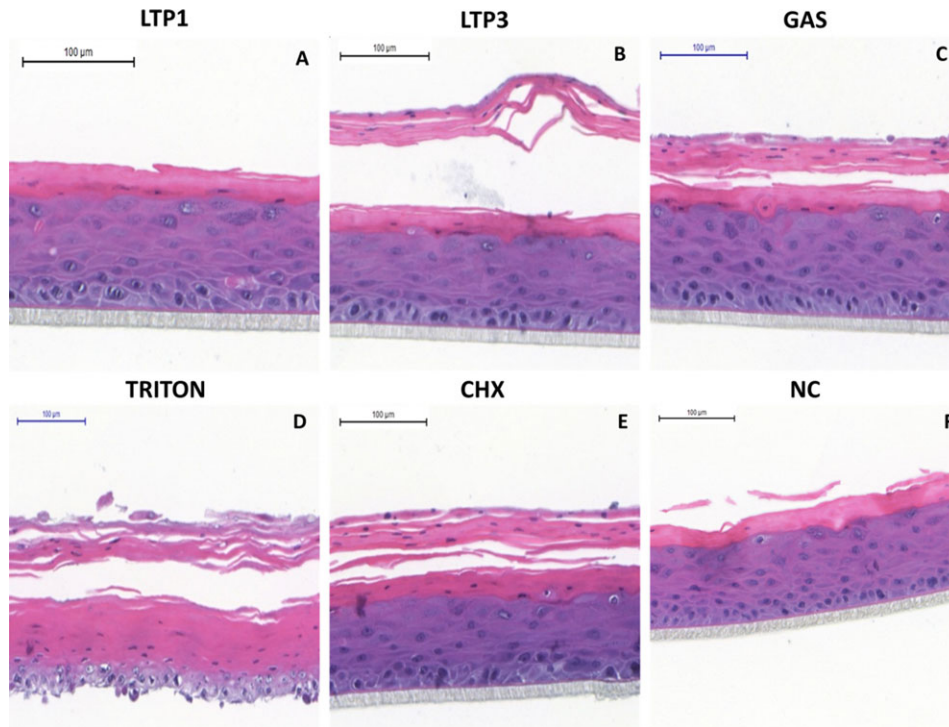 LTP1
LTP3
GAS
100 µm
A
100 µm
B
100 µm
C
TRITON
CHX
NC
100 µm
D
100 µm
E
100 µm
F